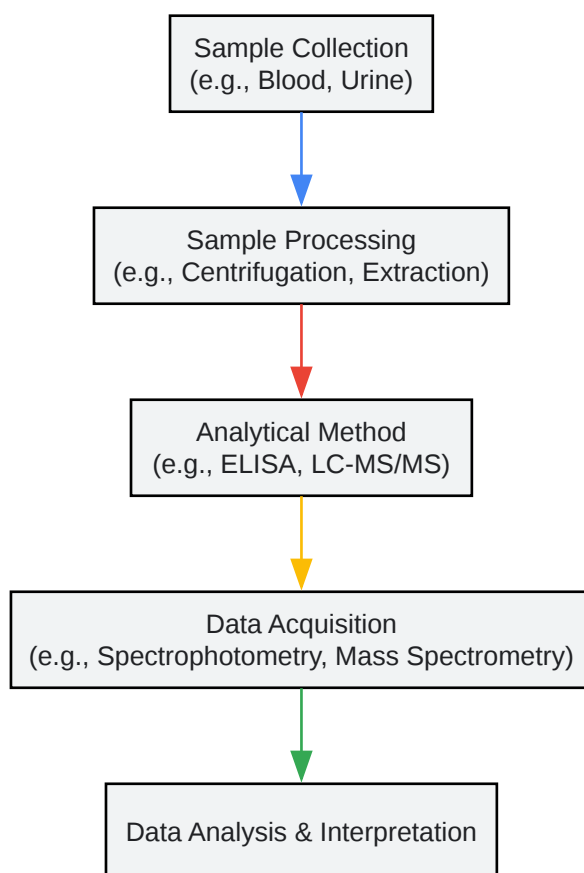 Sample Collection
(e.g., Blood, Urine)
Sample Processing
(e.g., Centrifugation, Extraction)
Analytical Method
(e.g., ELISA, LC-MS/MS)
Data Acquisition
(e.g., Spectrophotometry, Mass Spectrometry)
Data Analysis & Interpretation